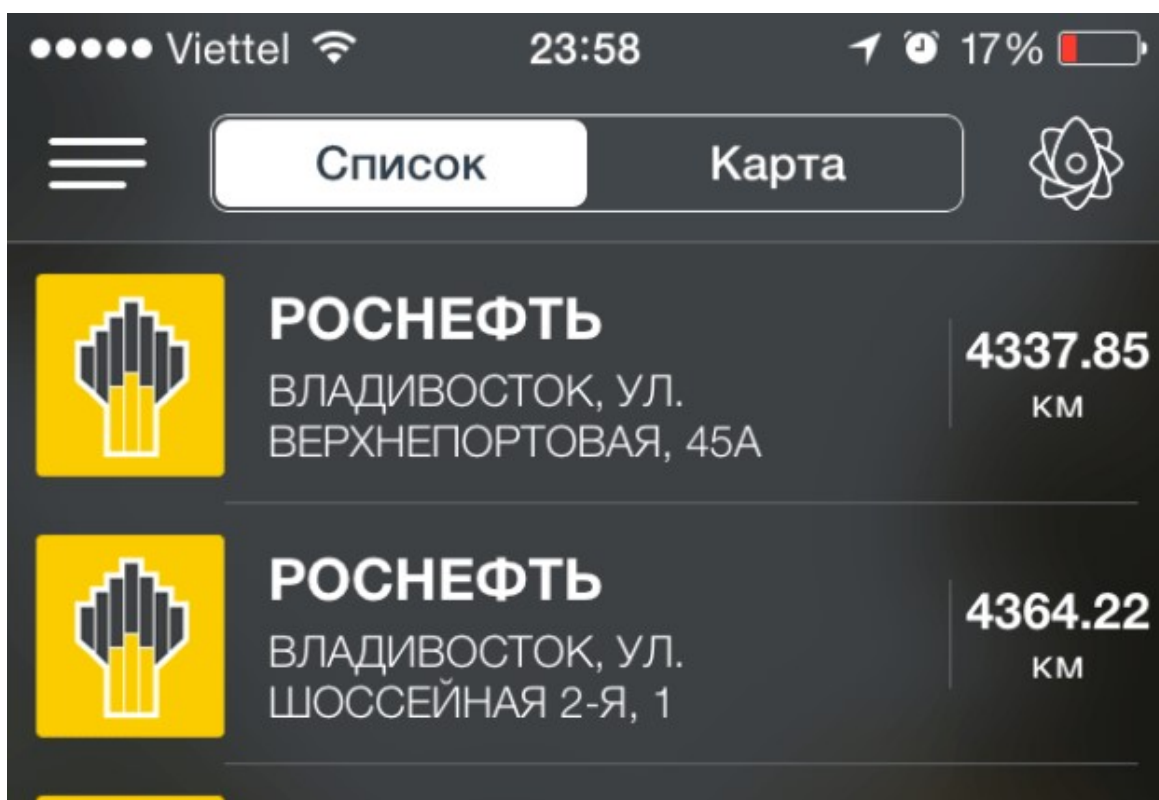 Viettel 23:58 17%
Список Карта
РОСНЕФТЬ
ВЛАДИВОСТОК, УЛ.
ВЕРХНЕПОРТОВАЯ, 45А
4337.85
км
РОСНЕФТЬ
ВЛАДИВОСТОК, УЛ.
ШОССЕЙНАЯ 2-Я, 1
4364.22
км